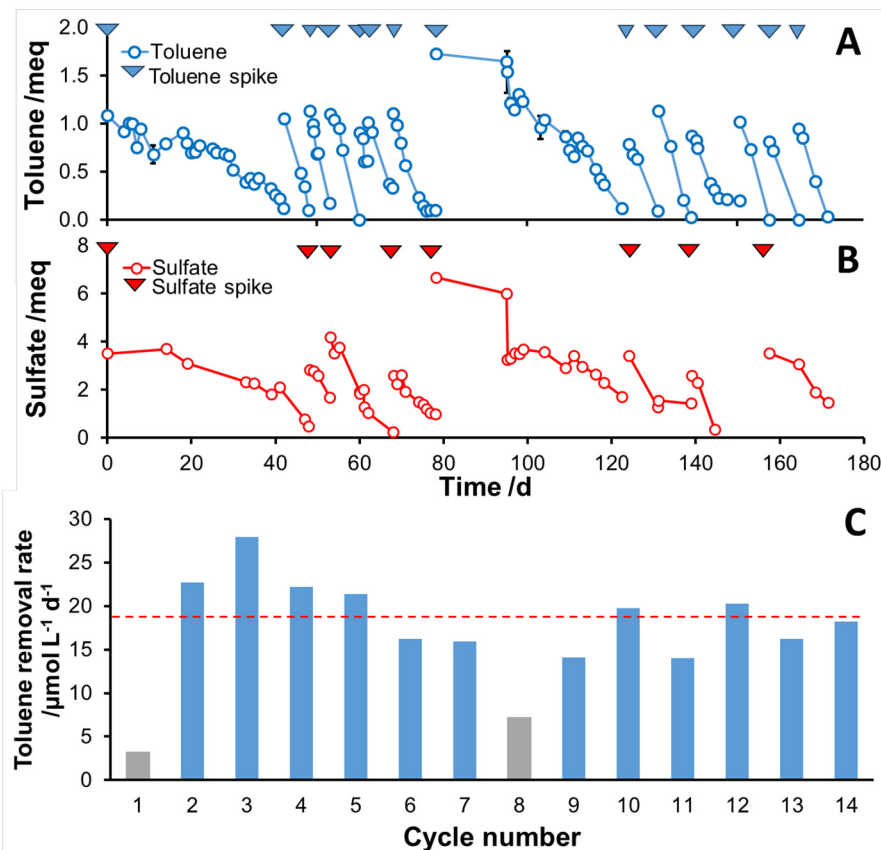 A
Toluene /meq
2.0
1.5
1.0
0.5
0.0
Toluene
Toluene spike
B
Sulfate /meq
8
6
4
2
0
Sulfate
Sulfate spike
0 20 40 60 80 100 120 140 160 180
Time /d
C
Toluene removal rate
/µmol L⁻¹ d⁻¹
30
25
20
15
10
5
0
1 2 3 4 5 6 7 8 9 10 11 12 13 14
Cycle number